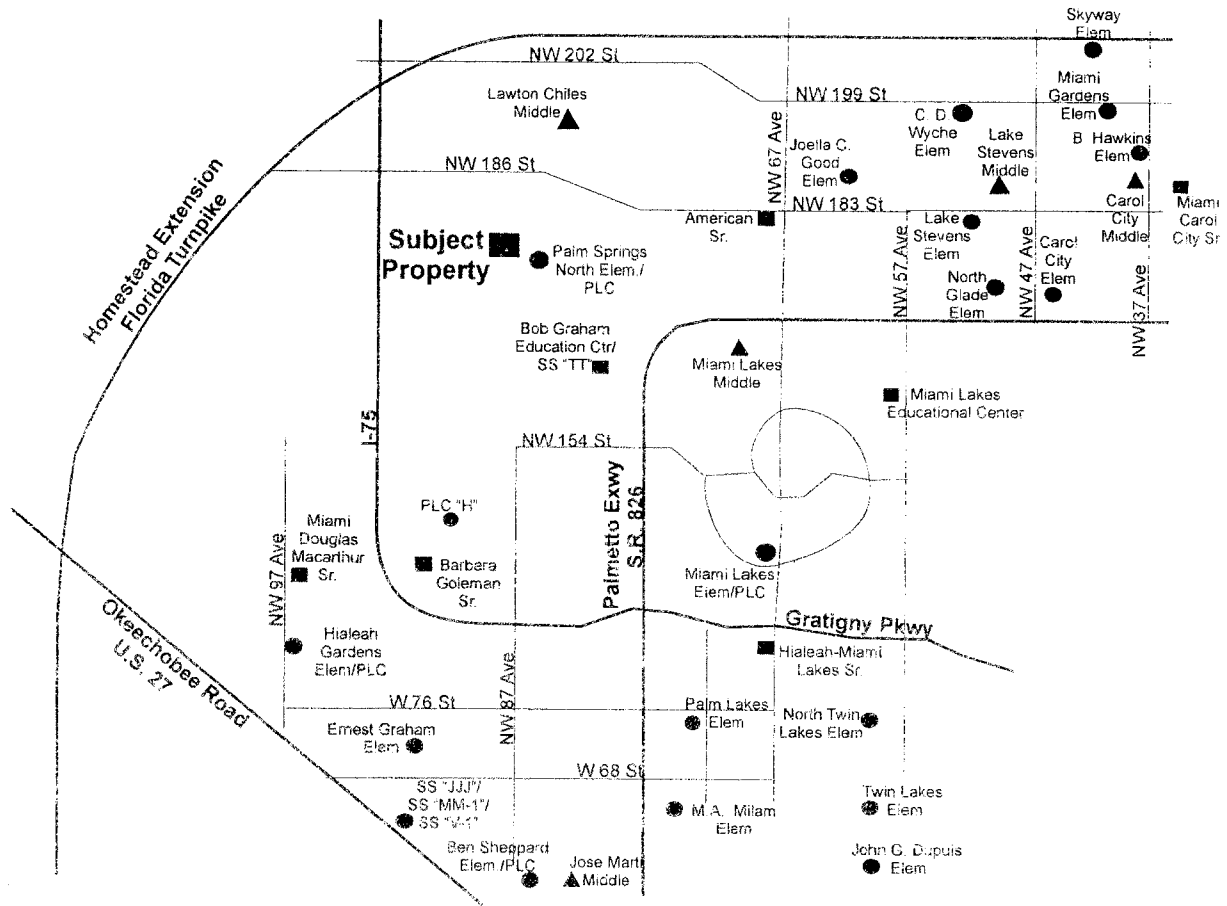 Skyway
Elem
NW 202 St
Lawton Chiles
Middle
Miami
Gardens
Elem
NW 199 St
C. D.
Wyche
Elem
Lake
Stevens
Middle
B Hawkins
Elem
NW 67 Ave
Joella C.
Good
Elem
NW 186 St
NW 183 St
American
Sr.
Lake
Stevens
Elem
Carol
City
Middle
Miami
Carol
City Sr
Homestead Extension
Florida Turnpike
Subject
Property
Palm Springs
North Elem./
PLC
NW 57 Ave
North
Glade
Elem
NW 47 Ave
Carol
City
Elem
NW 37 Ave
Bob Graham
Education Ctr/
SS "TT"
Miami Lakes
Middle
Miami Lakes
Educational Center
I-75
NW 154 St
Palmetto Exwy
S.R. 826
PLC "H"
Miami
Douglas
Macarthur
Sr.
NW 97 Ave
Barbara
Goleman
Sr.
Miami Lakes
Elem/PLC
Gratigny Pkwy
Okeechobee Road
U.S. 27
Hialeah
Gardens
Elem/PLC
NW 87 Ave
Hialeah-Miami
Lakes Sr.
W 76 St
Palm Lakes
Elem
North Twin
Lakes Elem
Ernest Graham
Elem
W 68 St
SS "JJJ"/
SS "MM-1"/
SS "V-1"
M.A. Milam
Elem
Twin Lakes
Elem
Ben Sheppard
Elem./PLC
Jose Marti
Middle
John G. Dupuis
Elem